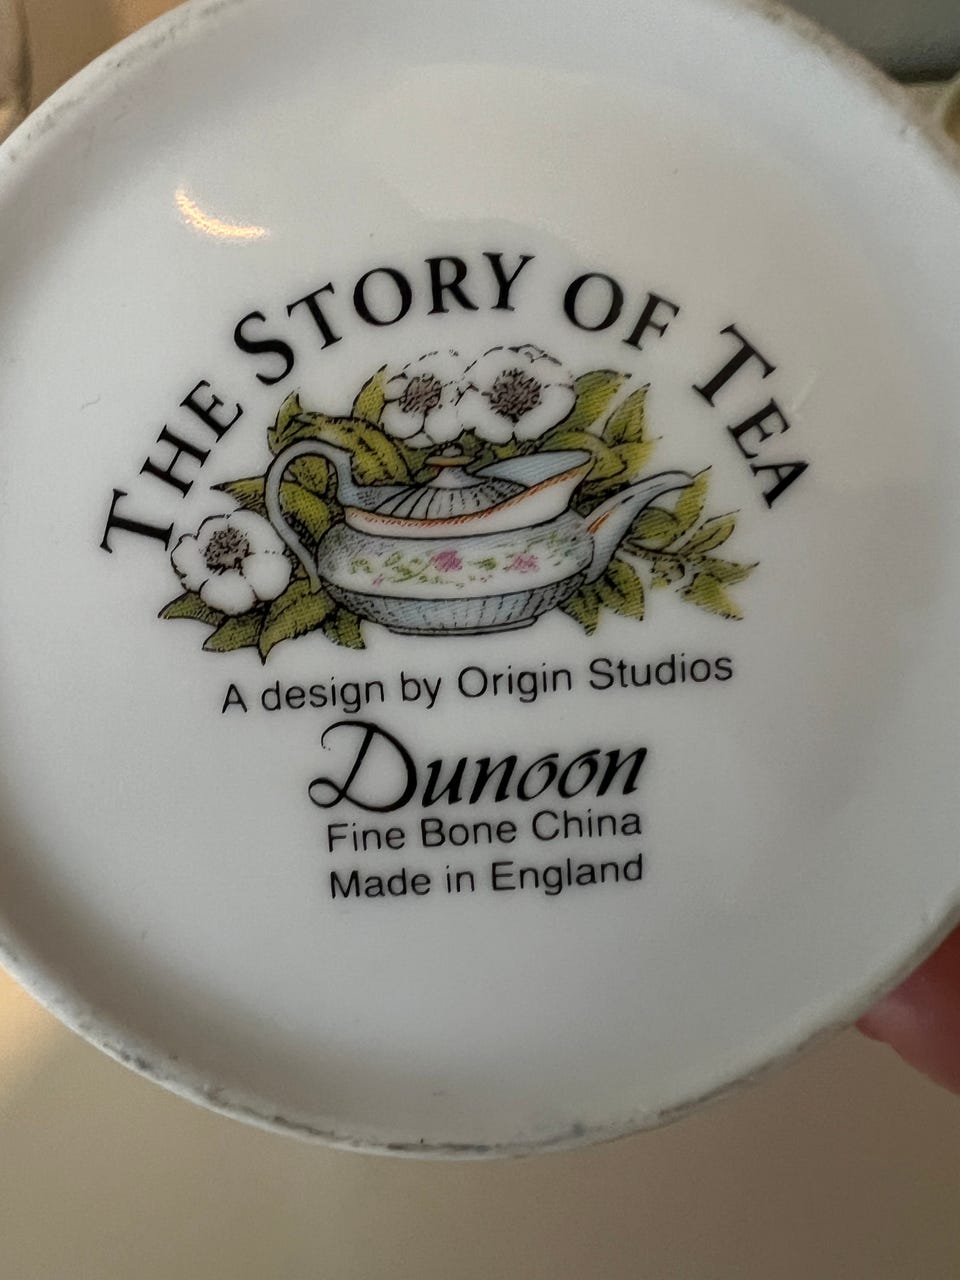 THE STORY OF TEA
A design by Origin Studios
Dunoon
Fine Bone China
Made in England